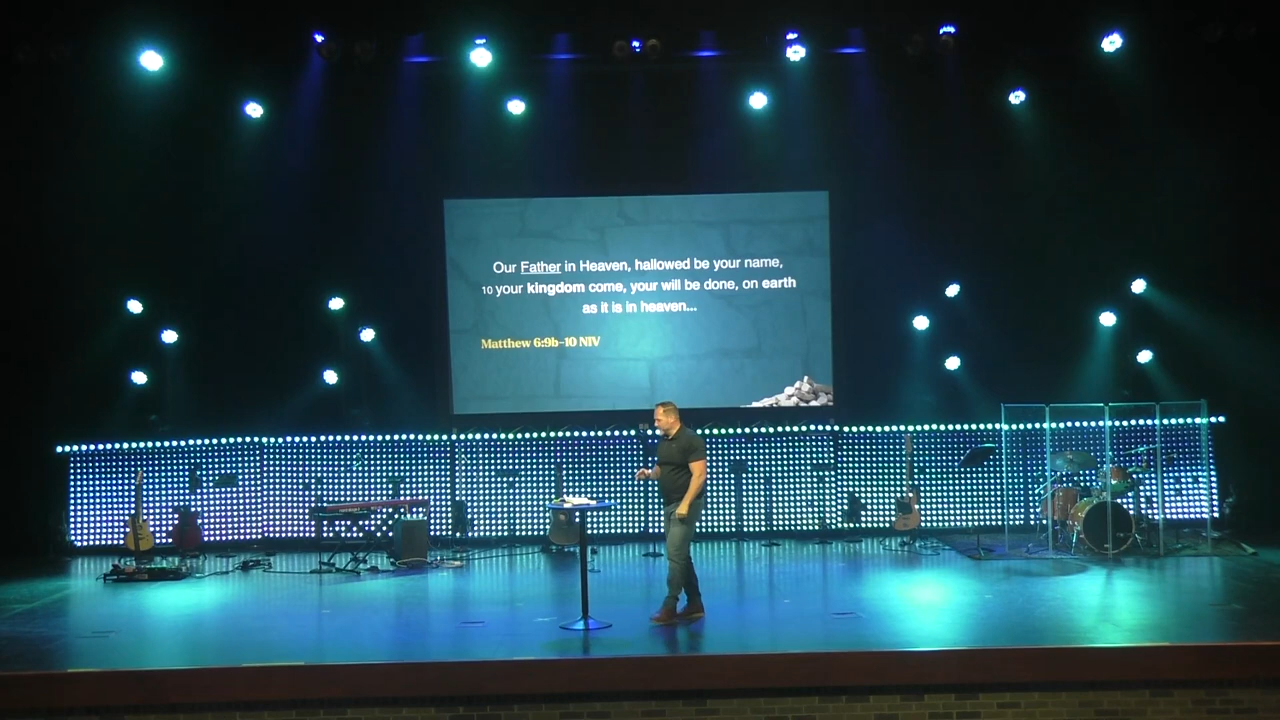 Our Father in Heaven, hallowed be your name,
10 your kingdom come, your will be done, on earth
as it is in heaven...
Matthew 6:9b-10 NIV